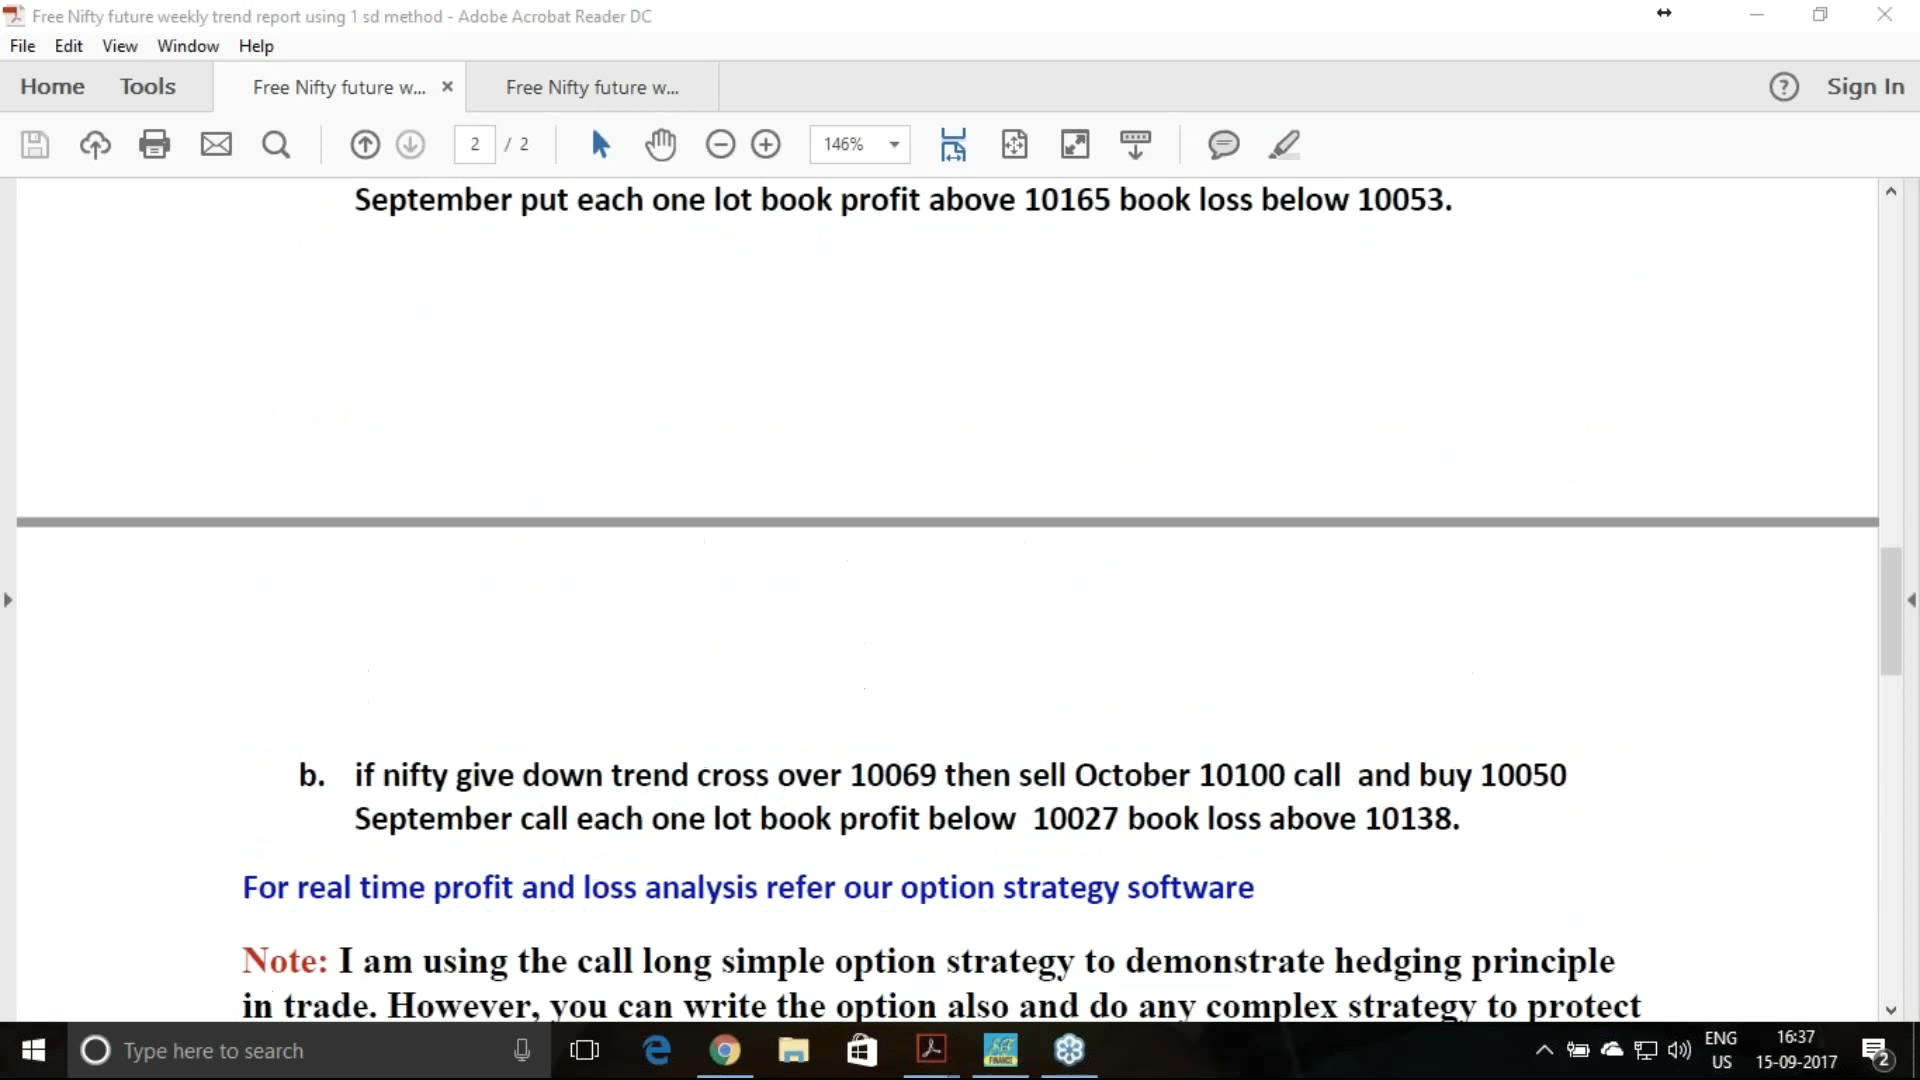 Free Nifty future weekly trend report using 1 sd method - Adobe Acrobat Reader DC
File Edit View Window Help
Home Tools Free Nifty future w... × Free Nifty future w... ? Sign In
2 / 2 146%
September put each one lot book profit above 10165 book loss below 10053.
b. if nifty give down trend cross over 10069 then sell October 10100 call and buy 10050
September call each one lot book profit below 10027 book loss above 10138.
For real time profit and loss analysis refer our option strategy software
Note: I am using the call long simple option strategy to demonstrate hedging principle
in trade. However, you can write the option also and do any complex strategy to protect
Type here to search
ENG
US
16:37
15-09-2017
2
FINANCE